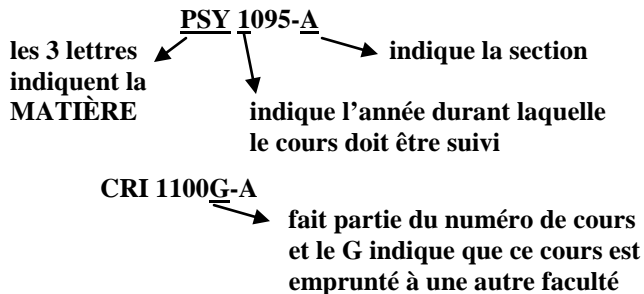 PSY 1095-A
les 3 lettres
indiquent la
MATIÈRE
indique la section
indique l'année durant laquelle
le cours doit être suivi
CRI 1100G-A
fait partie du numéro de cours
et le G indique que ce cours est
emprunté à une autre faculté